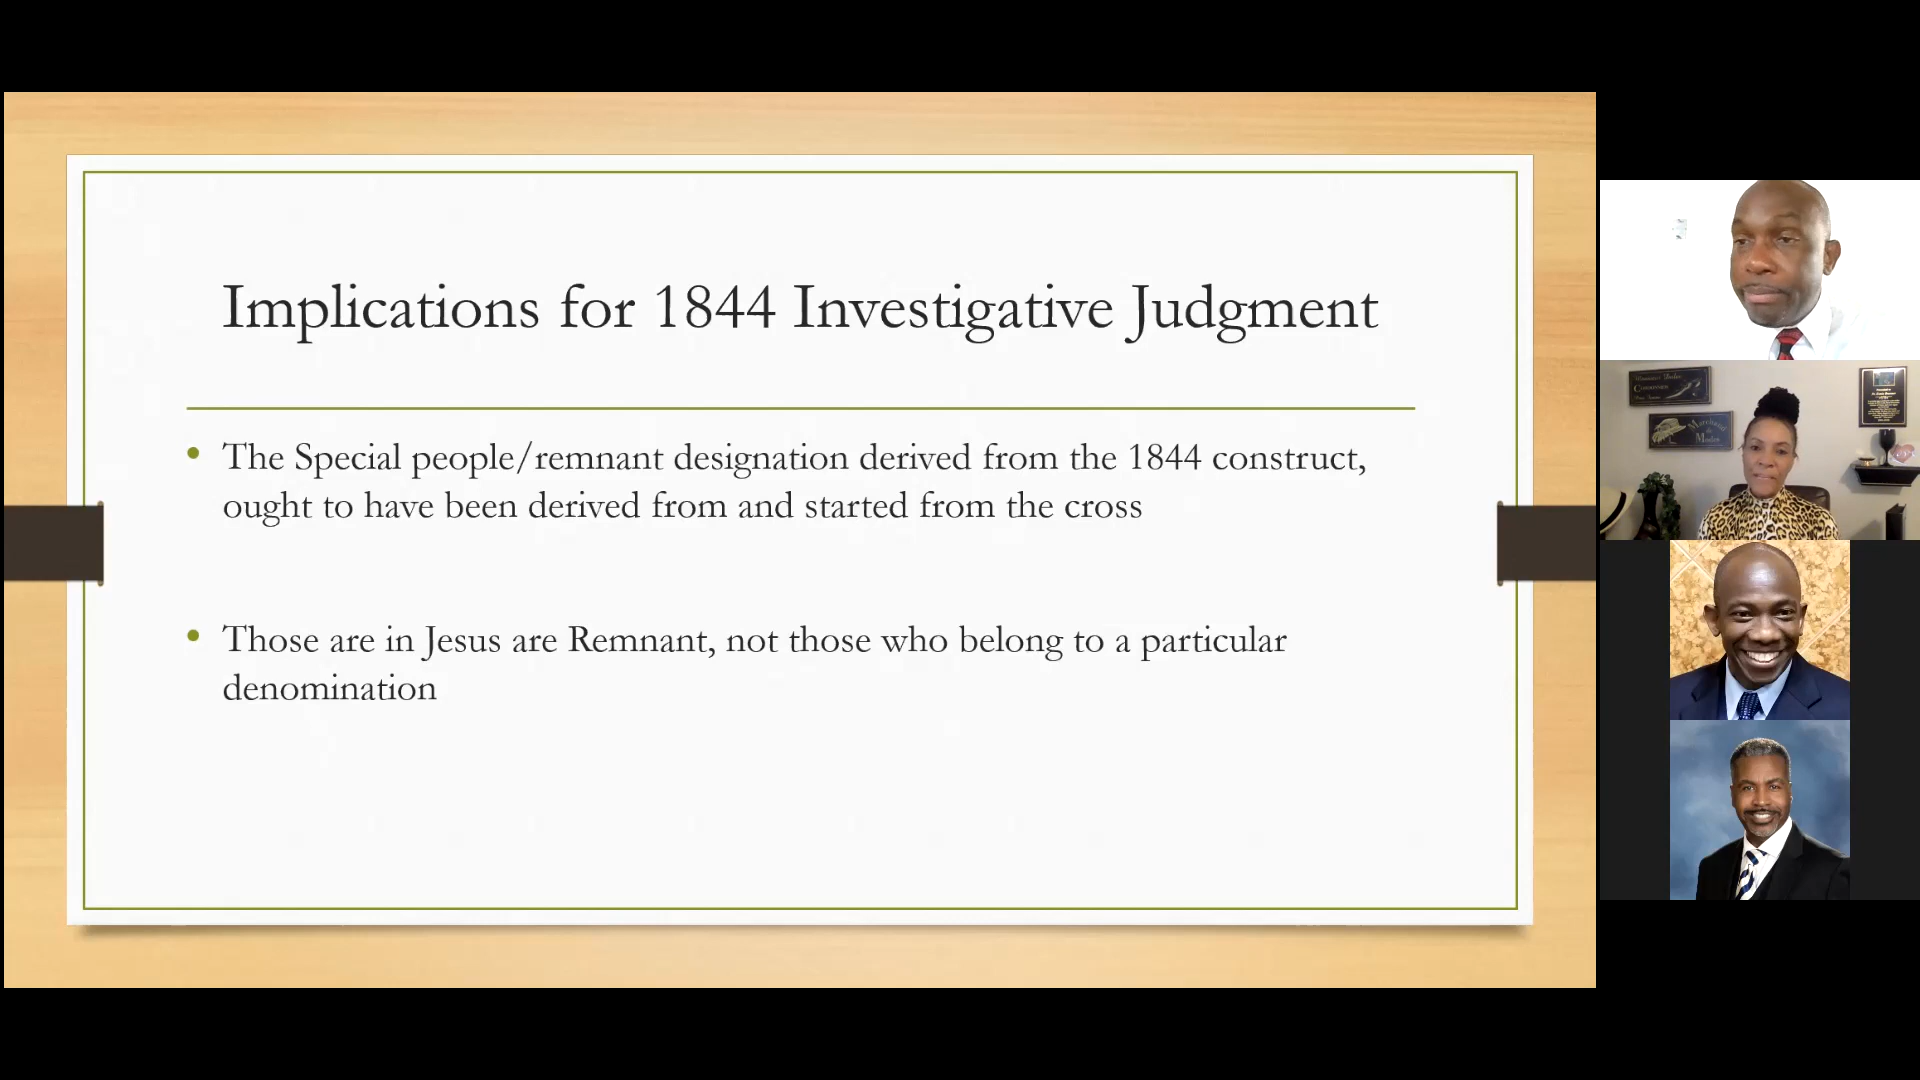 Implications for 1844 Investigative Judgment
• The Special people/remnant designation derived from the 1844 construct,
ought to have been derived from and started from the cross
• Those are in Jesus are Remnant, not those who belong to a particular
denomination